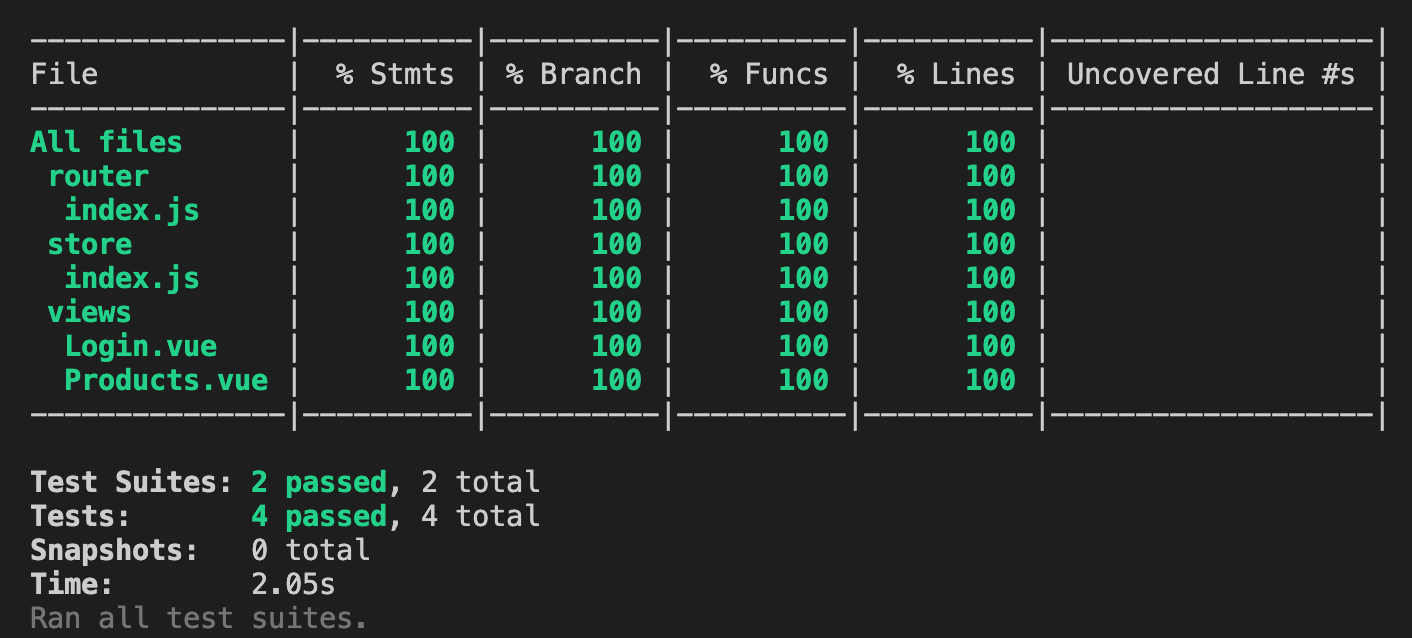 ----------------|----------|----------|----------|----------|-------------------|
File            |  % Stmts | % Branch |  % Funcs |  % Lines | Uncovered Line #s |
----------------|----------|----------|----------|----------|-------------------|
All files       |      100 |      100 |      100 |      100 |                   |
 router         |      100 |      100 |      100 |      100 |                   |
  index.js      |      100 |      100 |      100 |      100 |                   |
 store          |      100 |      100 |      100 |      100 |                   |
  index.js      |      100 |      100 |      100 |      100 |                   |
 views          |      100 |      100 |      100 |      100 |                   |
  Login.vue     |      100 |      100 |      100 |      100 |                   |
  Products.vue  |      100 |      100 |      100 |      100 |                   |
----------------|----------|----------|----------|----------|-------------------|
Test Suites: 2 passed, 2 total
Tests:       4 passed, 4 total
Snapshots:   0 total
Time:        2.05s
Ran all test suites.